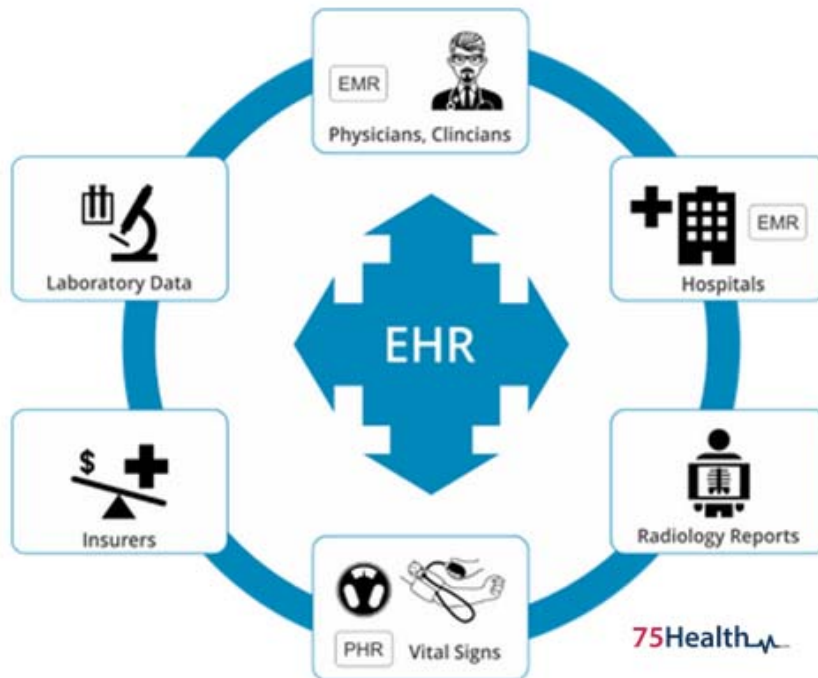 EMR
Physicians, Clincians
Laboratory Data
EMR
Hospitals
EHR
$
Insurers
Radiology Reports
PHR Vital Signs
75Health